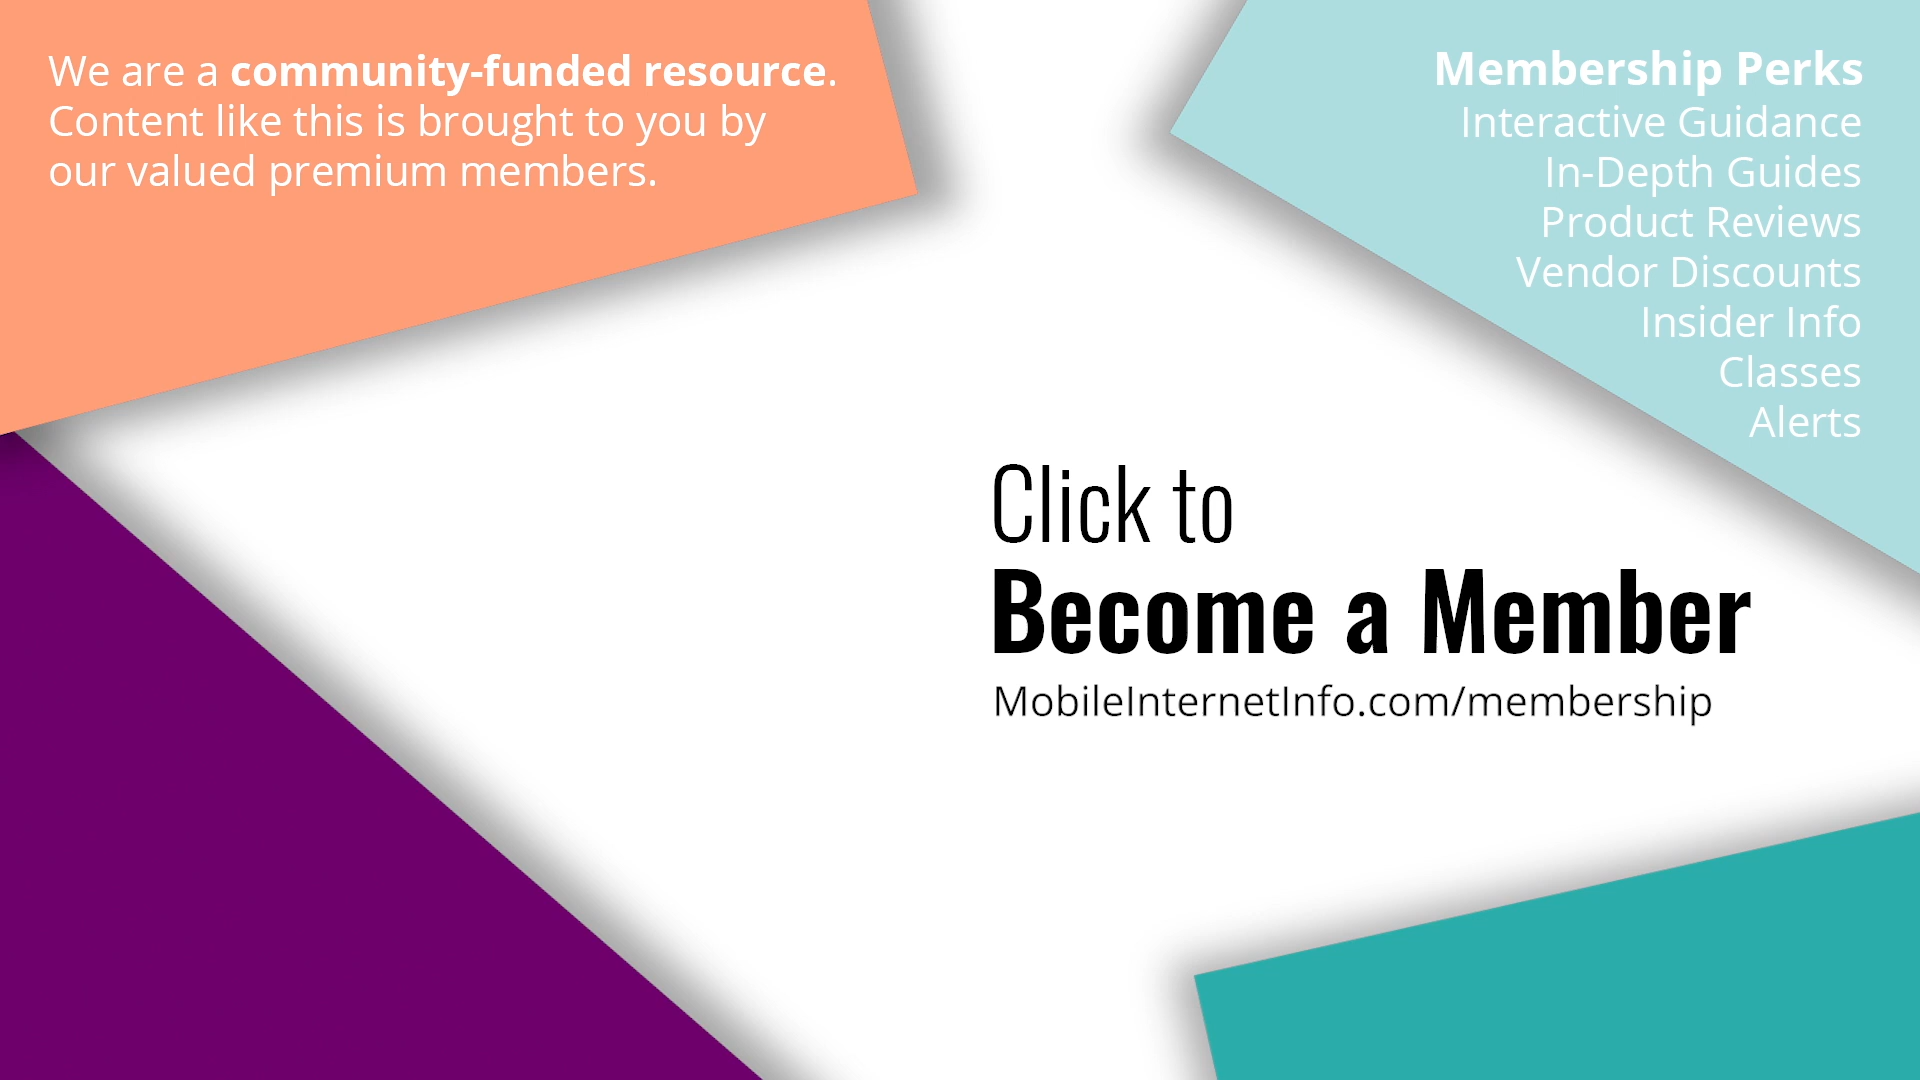 We are a community-funded resource.
Content like this is brought to you by
our valued premium members.
Membership Perks
Interactive Guidance
In-Depth Guides
Product Reviews
Vendor Discounts
Insider Info
Classes
Alerts
Click to
Become a Member
MobileInternetInfo.com/membership